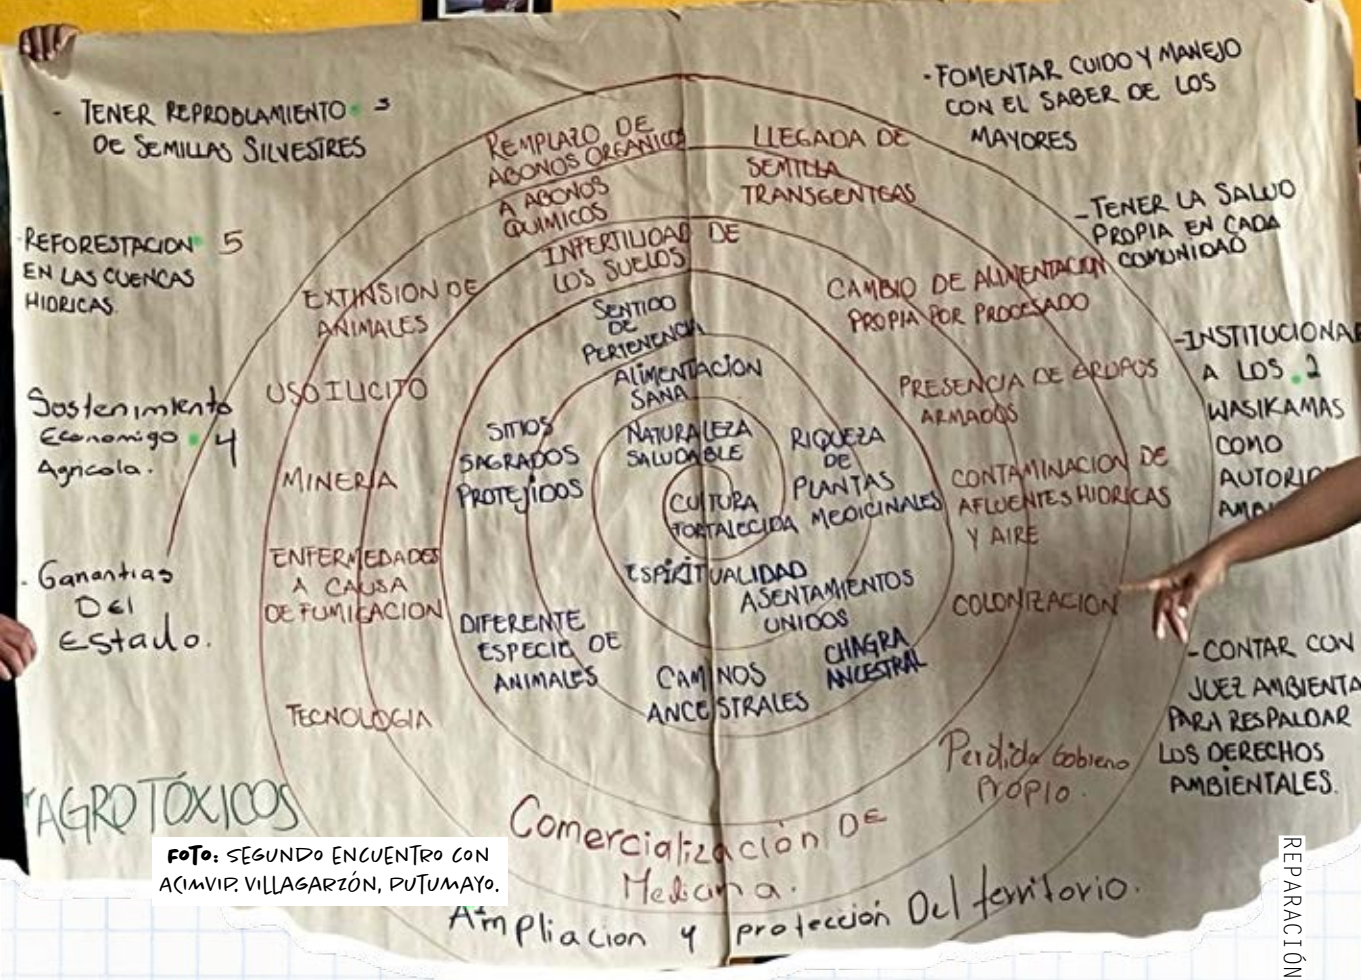 - TENER REPROBLAMIENTO 3
DE SEMILLAS SILVESTRES
REFORESTACION 5
EN LAS CUENCAS
HIDRICAS.
Sostenimiento
Economigo 4
Agricola.
. Ganantias
DEl
Estado.
AGROTÓXICOS
REMPLAZO DE
ABONOS ORGANICOS
A ABONOS
QUIMICOS
LLEGADA DE
SEMILLA
TRANSGENTEAS
INFERTILIDAD DE
LOS SUELOS
EXTINSION DE
ANIMALES
USO ILICITO
MINERIA
ENFERMEDADES
A CAUSA
DE FUMIGACION
TECNOLOGIA
CAMBIO DE ALIMENTACION
PROPIA POR PROCESADO
PRESENCIA DE GRUPOS
ARMADOS
CONTAMINACION DE
AFLUENTES HIDRICAS
Y AIRE
COLONIZACION
Perdida Gobierno
Propio.
Comercialización DE
Medicina.
SENTIDO
DE
PERTENENCIA
ALIMENTACION
SANA
NATURALEZA
SALUDABLE
SITIOS
SAGRADOS
PROTEJIDOS
RIQUEZA
DE
PLANTAS
MEDICINALES
CULTURA
FORTALECIDA
ESPIRITUALIDAD
ASENTAMIENTOS
UNIDOS
DIFERENTE
ESPECIE DE
ANIMALES
CAMINOS
ANCESTRALES
CHAGRA
ANCESTRAL
- FOMENTAR CUIDO Y MANEJO
CON EL SABER DE LOS
MAYORES
- TENER LA SALUD
PROPIA EN CADA
COMUNIDAD
- INSTITUCIONAR
A LOS 2
WASIKAMAS
COMO
- CONTAR CON
JUEZ AMBIENTA
PARA RESPALDAR
LOS DERECHOS
AMBIENTALES.
Ampliacion y protección Del territorio.
FOTO: SEGUNDO ENCUENTRO CON
ACIMVIP. VILLAGARZÓN, PUTUMAYO.
REPARACIÓN